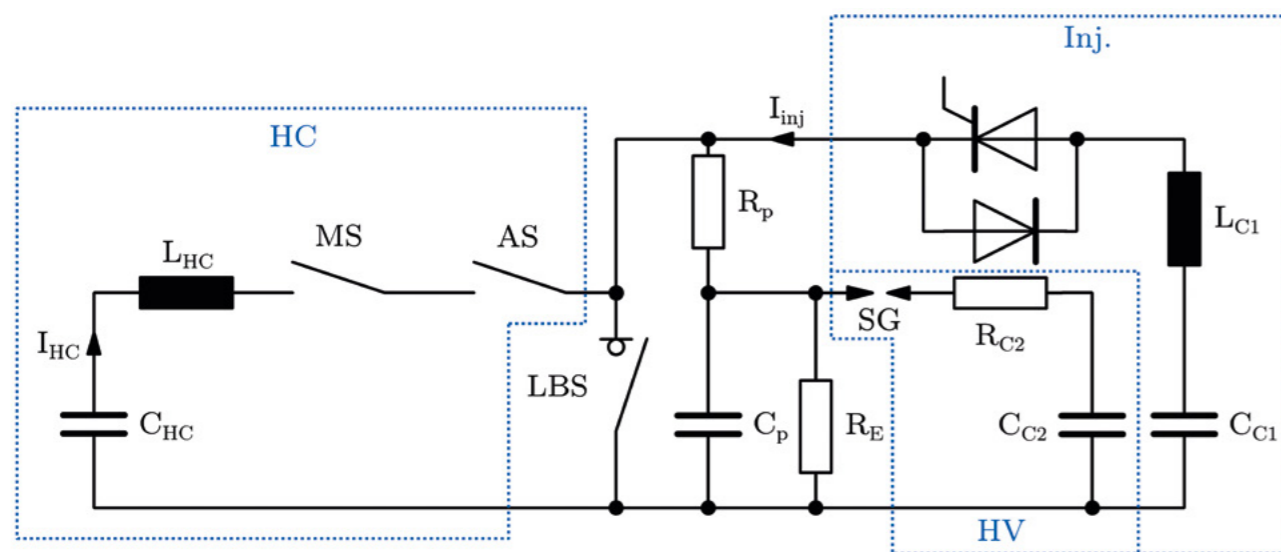 Inj.
HC
I_inj
R_p
L_C1
MS
AS
L_HC
SG
R_C2
I_HC
LBS
C_HC
C_p
R_E
C_C2
C_C1
HV